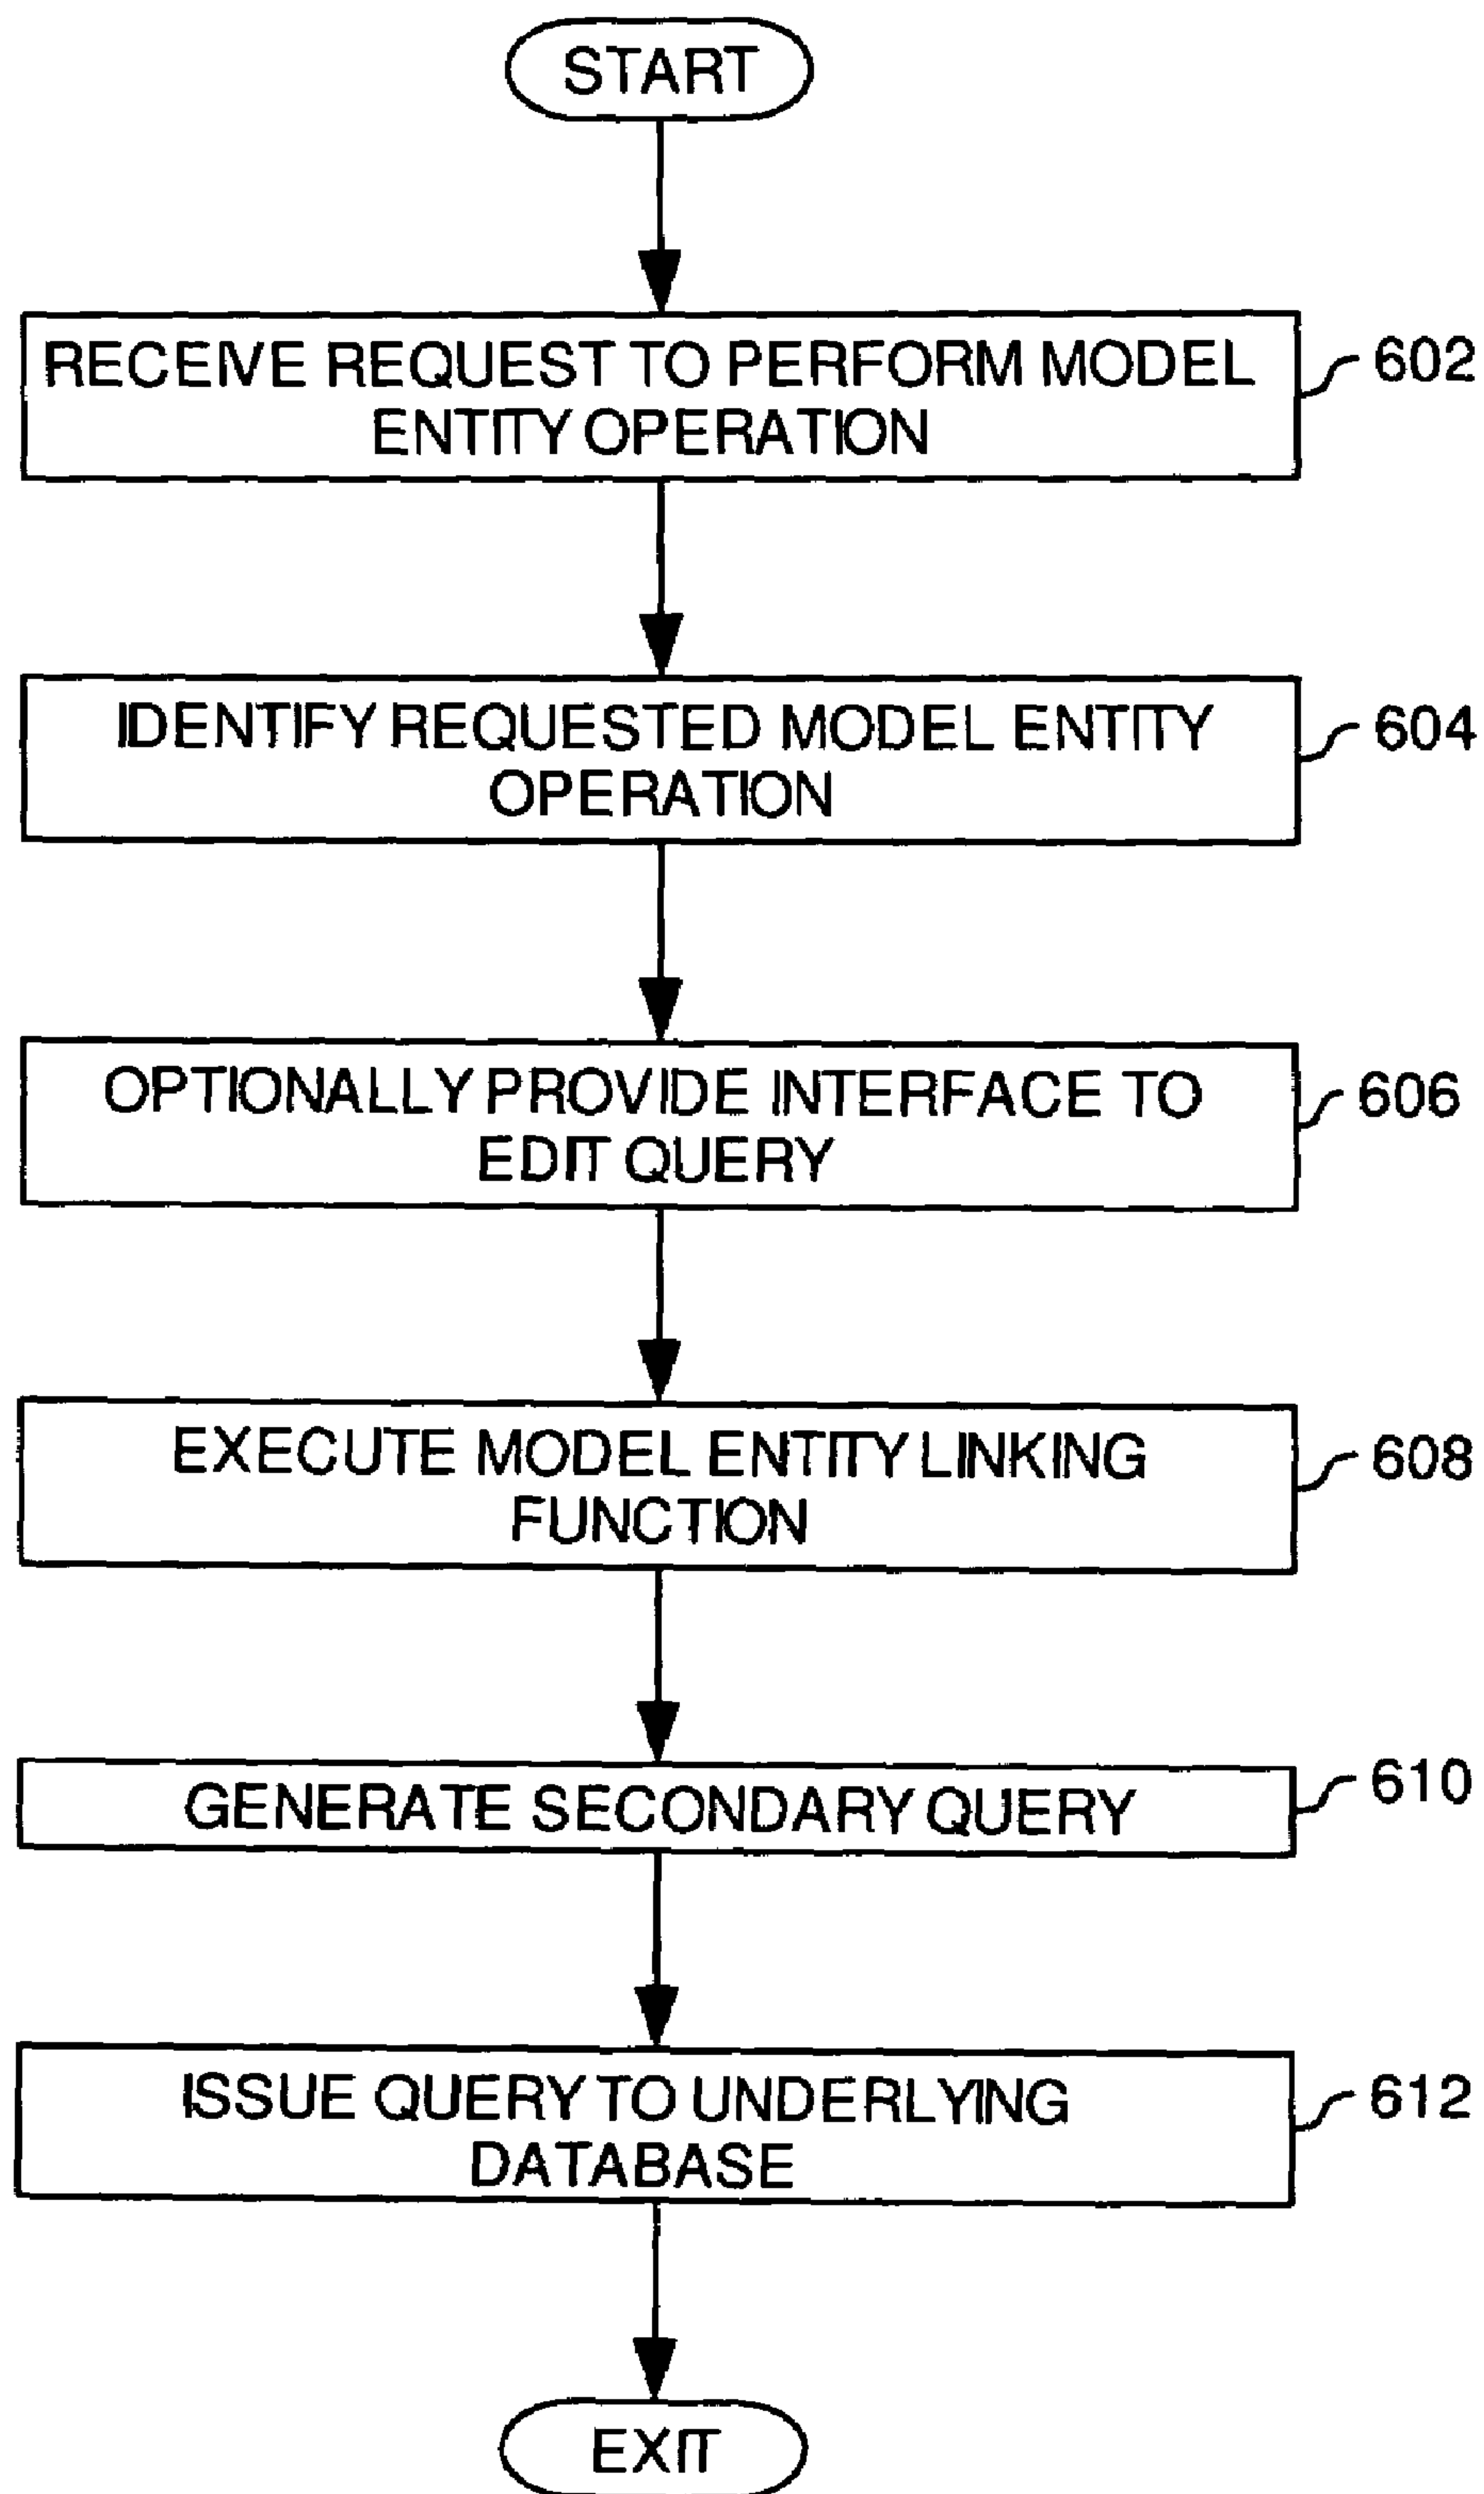 START
RECEIVE REQUEST TO PERFORM MODEL
ENTITY OPERATION
602
IDENTIFY REQUESTED MODEL ENTITY
OPERATION
604
OPTIONALLY PROVIDE INTERFACE TO
EDIT QUERY
606
EXECUTE MODEL ENTITY LINKING
FUNCTION
608
GENERATE SECONDARY QUERY
610
ISSUE QUERY TO UNDERLYING
DATABASE
612
EXIT